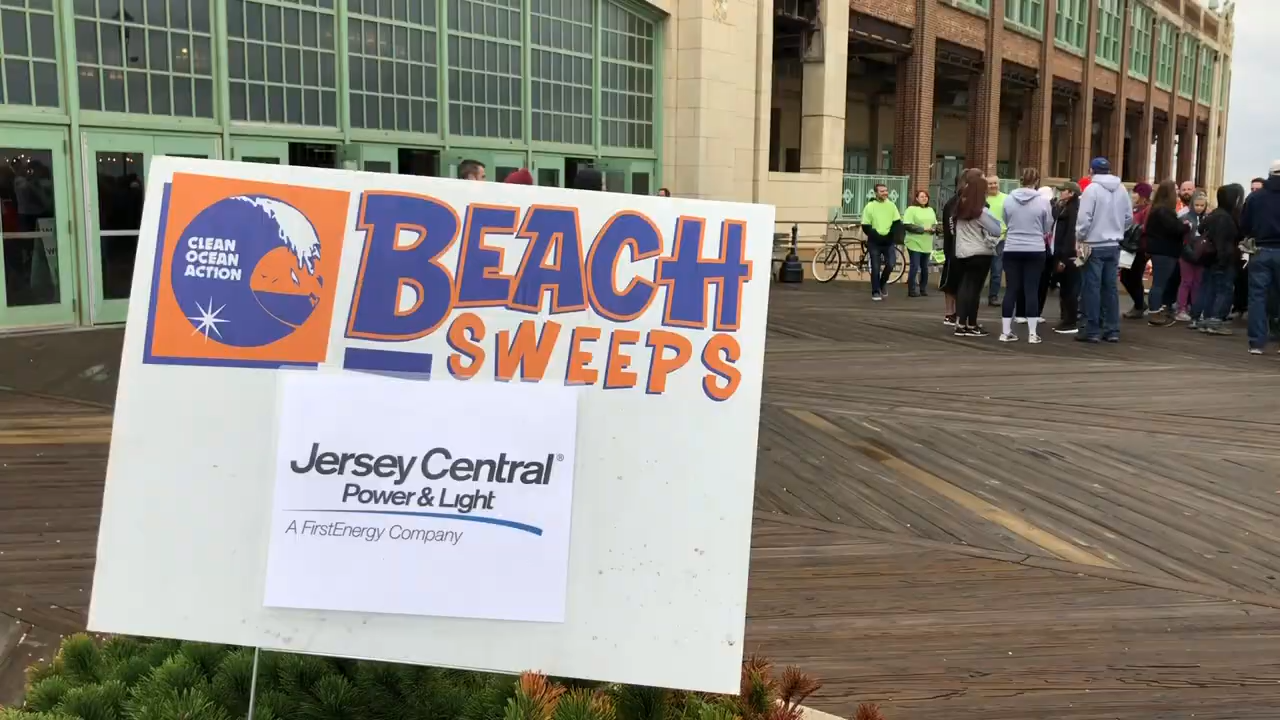 CLEAN
OCEAN
ACTION
BEACH
SWEEPS
Jersey Central®
Power & Light
A FirstEnergy Company